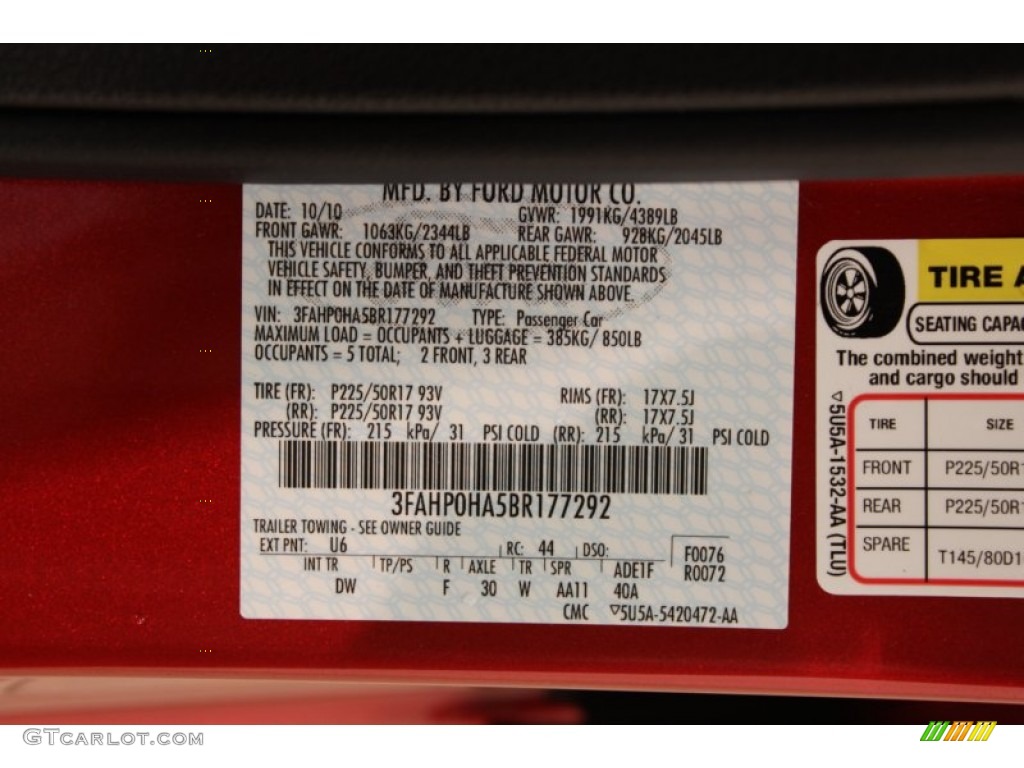 MFD. BY FORD MOTOR CO.
DATE: 10/10 GVWR: 1991KG/4389LB
FRONT GAWR: 1063KG/2344LB REAR GAWR: 928KG/2045LB
THIS VEHICLE CONFORMS TO ALL APPLICABLE FEDERAL MOTOR
VEHICLE SAFETY, BUMPER, AND THEFT PREVENTION STANDARDS
IN EFFECT ON THE DATE OF MANUFACTURE SHOWN ABOVE.
VIN: 3FAHP0HA5BR177292 TYPE: Passenger Car
MAXIMUM LOAD = OCCUPANTS + LUGGAGE = 385KG/ 850LB
OCCUPANTS = 5 TOTAL; 2 FRONT, 3 REAR
TIRE (FR): P225/50R17 93V RIMS (FR): 17X7.5J
(RR): P225/50R17 93V (RR): 17X7.5J
PRESSURE (FR): 215 kPa/ 31 PSI COLD (RR): 215 kPa/ 31 PSI COLD
3FAHP0HA5BR177292
TRAILER TOWING - SEE OWNER GUIDE
EXT PNT: U6 RC: 44 DSO: F0076
R0072
INT TR TP/PS R AXLE TR SPR ADE1F
DW F 30 W AA11 40A
CMC ▽5U5A-5420472-AA
TIRE A
SEATING CAPAC
The combined weight
and cargo should
▽5U5A-1532-AA (TLU)
TIRE SIZE
FRONT P225/50R1
REAR P225/50R1
SPARE T145/80D1
GTCARLOT.COM